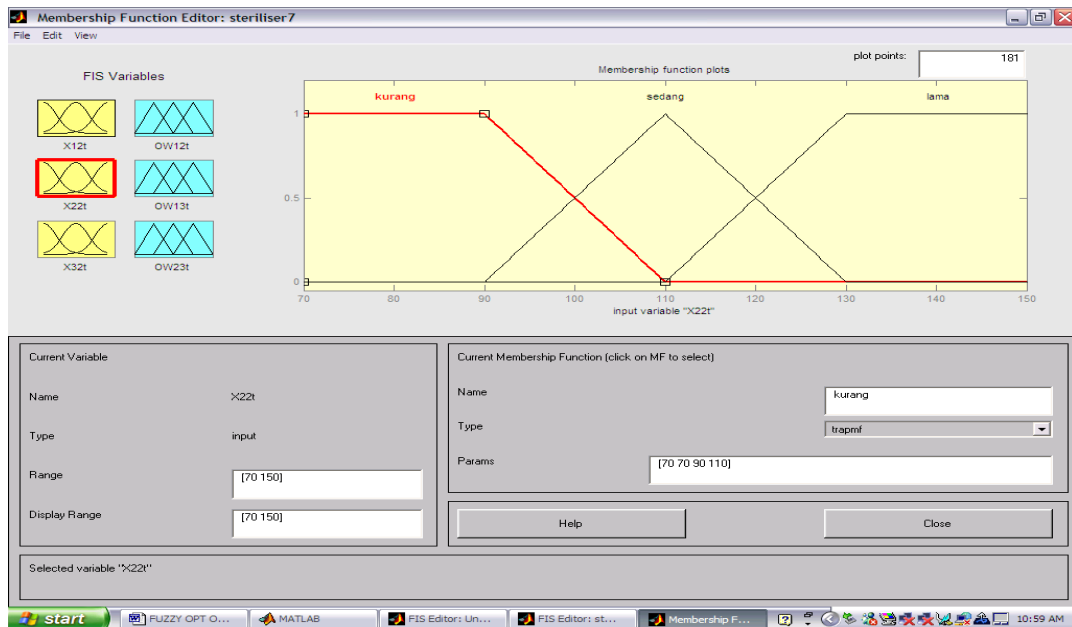 Membership Function Editor: steriliser7
File Edit View
FIS Variables
X12t
OW12t
X22t
OW13t
X32t
OW23t
plot points:
181
Membership function plots
kurang
sedang
lama
1
0.5
0
70 80 90 100 110 120 130 140 150
input variable "X22t"
Current Variable
Name
X22t
Type
input
Range
[70 150]
Display Range
[70 150]
Current Membership Function (click on MF to select)
Name
kurang
Type
trapmf
Params
[70 70 90 110]
Help
Close
Selected variable "X22t"
start
FUZZY OPT O...
MATLAB
FIS Editor: Un...
FIS Editor: st...
Membership F...
10:59 AM